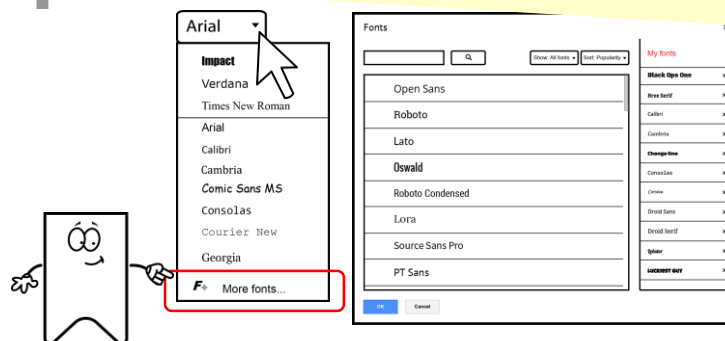 Arial
Impact
Verdana
Times New Roman
Arial
Calibri
Cambria
Comic Sans MS
Consolas
Courier New
Georgia
F+ More fonts...
Fonts
Show: All fonts Sort: Popularity
Open Sans
Roboto
Lato
Oswald
Roboto Condensed
Lora
Source Sans Pro
PT Sans
OK Cancel
My fonts
Black Ops One
Bree Serif
Calibri
Cambria
Change One
Consolas
Droid Sans
Droid Serif
Luckiest Guy